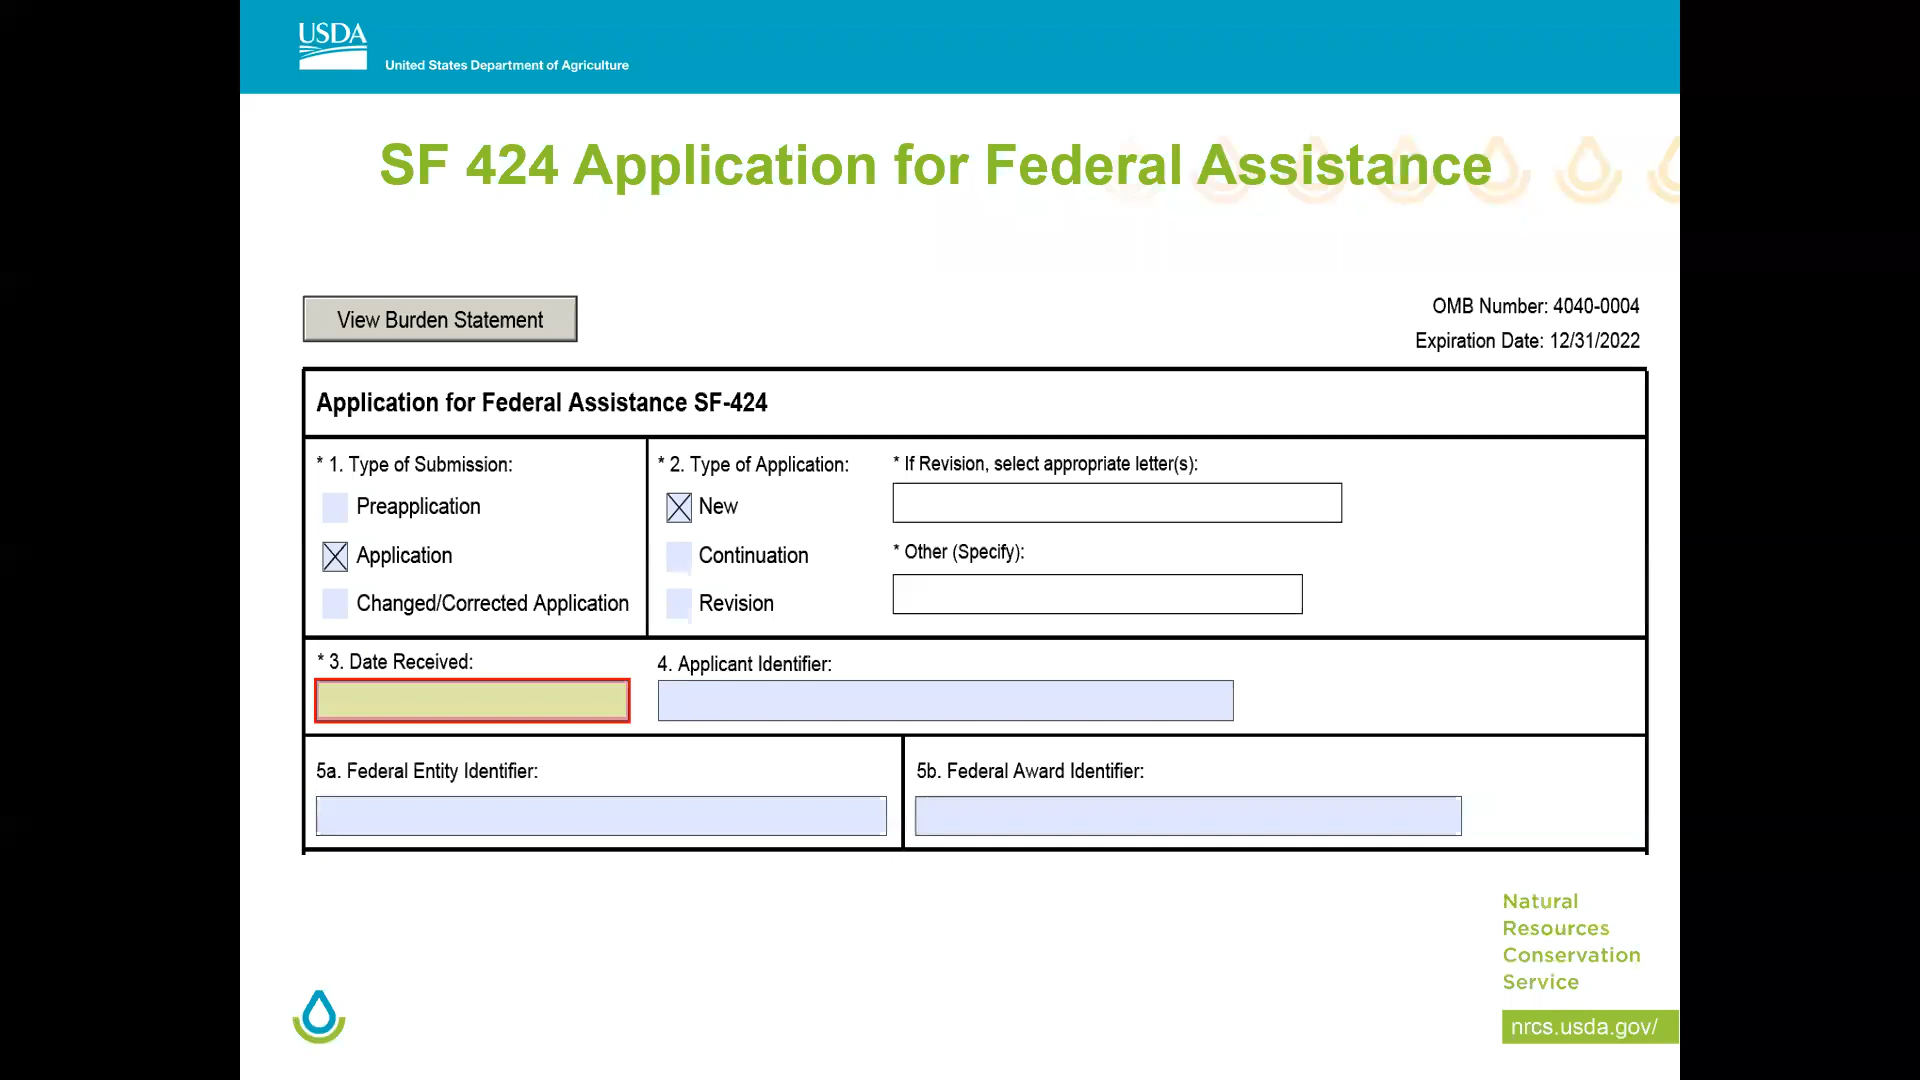 USDA
United States Department of Agriculture
SF 424 Application for Federal Assistance
View Burden Statement
OMB Number: 4040-0004
Expiration Date: 12/31/2022
Application for Federal Assistance SF-424
* 1. Type of Submission:
Preapplication
Application
Changed/Corrected Application
* 2. Type of Application:
New
Continuation
Revision
* If Revision, select appropriate letter(s):
* Other (Specify):
* 3. Date Received:
4. Applicant Identifier:
5a. Federal Entity Identifier:
5b. Federal Award Identifier:
Natural
Resources
Conservation
Service
nrcs.usda.gov/